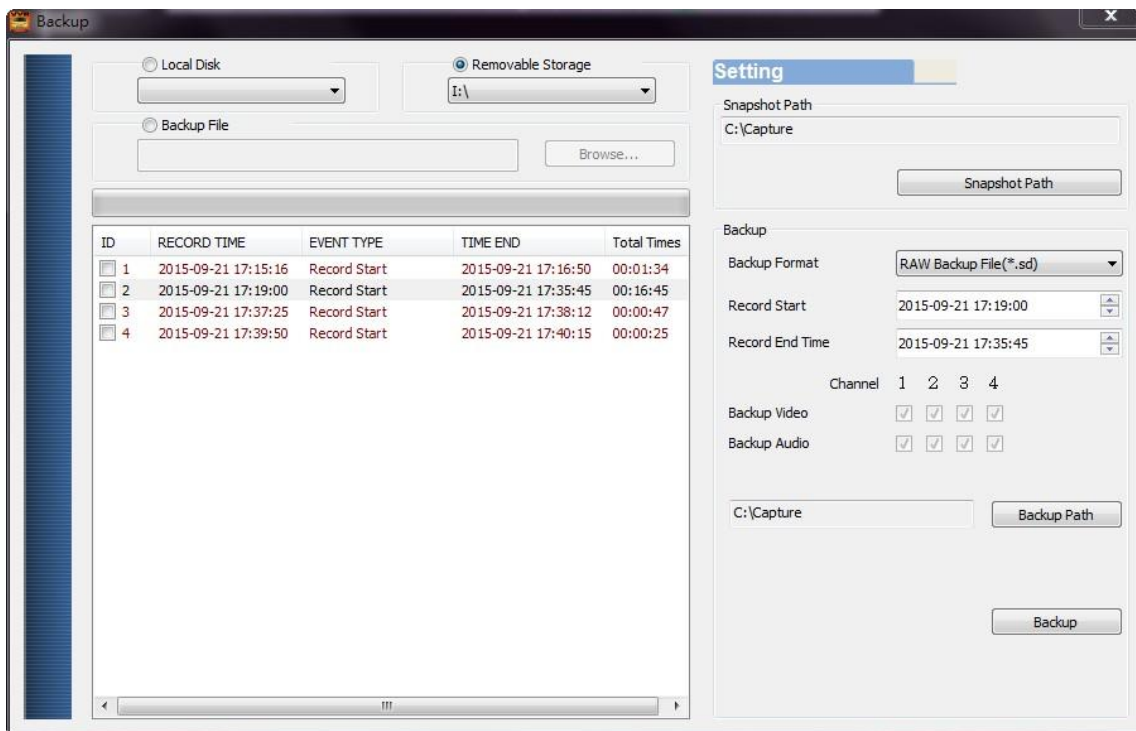 Backup
x
Local Disk
Removable Storage
I:\
Backup File
Browse...
ID RECORD TIME EVENT TYPE TIME END Total Times
1 2015-09-21 17:15:16 Record Start 2015-09-21 17:16:50 00:01:34
2 2015-09-21 17:19:00 Record Start 2015-09-21 17:35:45 00:16:45
3 2015-09-21 17:37:25 Record Start 2015-09-21 17:38:12 00:00:47
4 2015-09-21 17:39:50 Record Start 2015-09-21 17:40:15 00:00:25
Setting
Snapshot Path
C:\Capture
Snapshot Path
Backup
Backup Format RAW Backup File(*.sd)
Record Start 2015-09-21 17:19:00
Record End Time 2015-09-21 17:35:45
Channel 1 2 3 4
Backup Video
Backup Audio
C:\Capture Backup Path
Backup